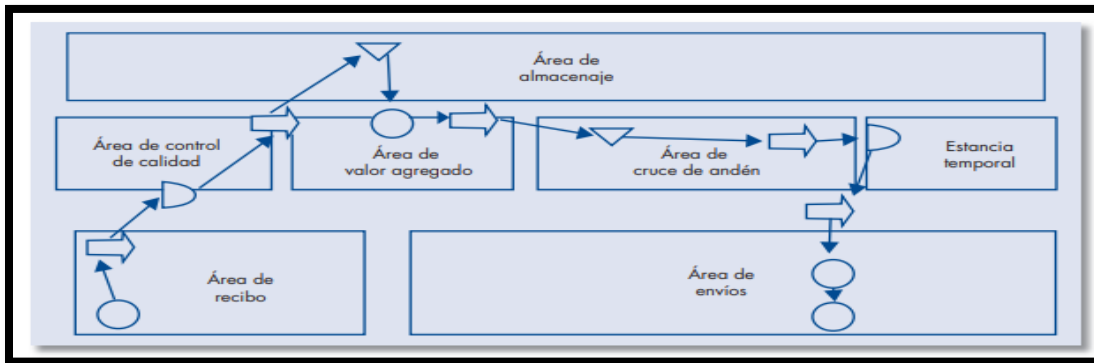 Área de
almacenaje
Área de control
de calidad
Área de
valor agregado
Área de
cruce de andén
Estancia
temporal
Área de
recibo
Área de
envíos